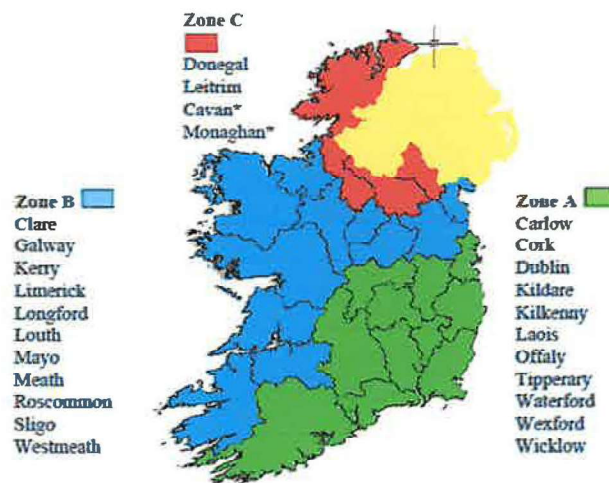 Zone C
Donegal
Leitrim
Cavan*
Monaghan*
Zone B
Clare
Galway
Kerry
Limerick
Longford
Louth
Mayo
Meath
Roscommon
Sligo
Westmeath
Zone A
Carlow
Cork
Dublin
Kildare
Kilkenny
Laois
Offaly
Tipperary
Waterford
Wexford
Wicklow